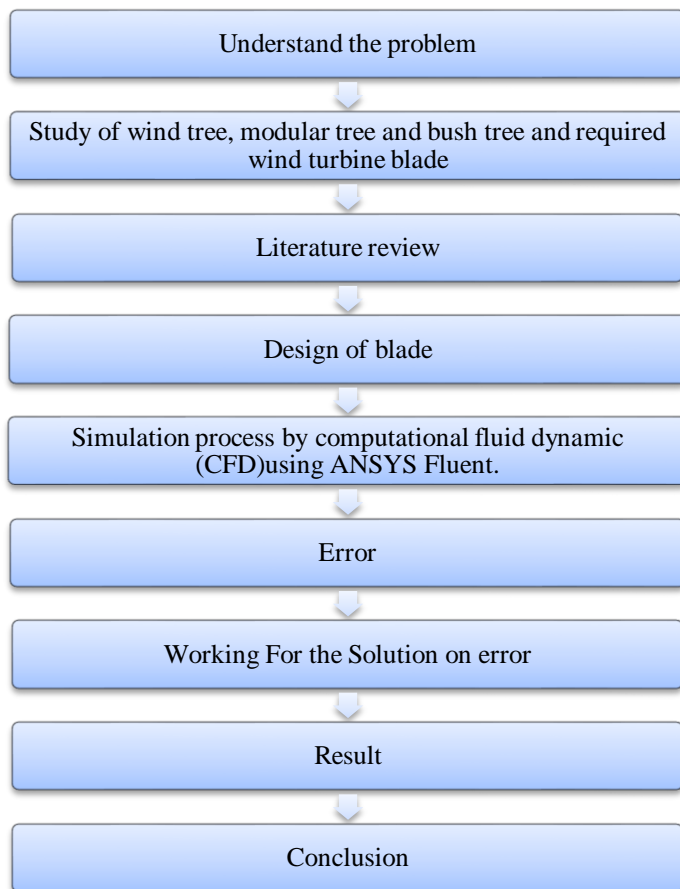 Understand the problem
Study of wind tree, modular tree and bush tree and required
wind turbine blade
Literature review
Design of blade
Simulation process by computational fluid dynamic
(CFD)using ANSYS Fluent.
Error
Working For the Solution on error
Result
Conclusion